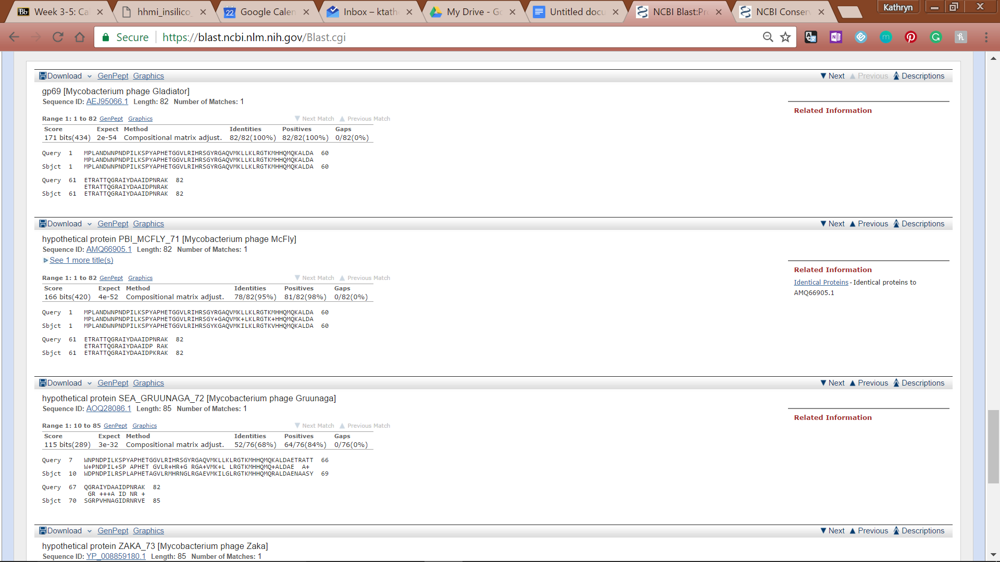 Week 3-5: Ca
hhmi_insilico_
22 Google Calen
Inbox – ktath
My Drive - Go
Untitled docu
NCBI Blast:Pr
NCBI Conser
Kathryn
Secure https://blast.ncbi.nlm.nih.gov/Blast.cgi
Download GenPept Graphics Next Previous Descriptions
gp69 [Mycobacterium phage Gladiator]
Sequence ID: AEJ95066.1 Length: 82 Number of Matches: 1
Related Information
Range 1: 1 to 82 GenPept Graphics Next Match Previous Match
Score Expect Method Identities Positives Gaps
171 bits(434) 2e-54 Compositional matrix adjust. 82/82(100%) 82/82(100%) 0/82(0%)
Query 1 MPLANDWNPNDPILKSPYAPHETGGVLRIHRSGYRGAQVMKLLKLRGTKMHHQMQKALDA 60
MPLANDWNPNDPILKSPYAPHETGGVLRIHRSGYRGAQVMKLLKLRGTKMHHQMQKALDA
Sbjct 1 MPLANDWNPNDPILKSPYAPHETGGVLRIHRSGYRGAQVMKLLKLRGTKMHHQMQKALDA 60
Query 61 ETRATTQGRAIYDAAIDPNRAK 82
ETRATTQGRAIYDAAIDPNRAK
Sbjct 61 ETRATTQGRAIYDAAIDPNRAK 82
Download GenPept Graphics Next Previous Descriptions
hypothetical protein PBI_MCFLY_71 [Mycobacterium phage McFly]
Sequence ID: AMQ66905.1 Length: 82 Number of Matches: 1
See 1 more title(s)
Related Information
Identical Proteins - Identical proteins to
AMQ66905.1
Range 1: 1 to 82 GenPept Graphics Next Match Previous Match
Score Expect Method Identities Positives Gaps
166 bits(420) 4e-52 Compositional matrix adjust. 78/82(95%) 81/82(98%) 0/82(0%)
Query 1 MPLANDWNPNDPILKSPYAPHETGGVLRIHRSGYRGAQVMKLLKLRGTKMHHQMQKALDA 60
MPLANDWNPNDPILKSPYAPHETGGVLRIHRSGY+GAQVMK+LKLRGTK+HHQMQKALDA
Sbjct 1 MPLANDWNPNDPILKSPYAPHETGGVLRIHRSGYKGAQVMKILKLRGTKVHHQMQKALDA 60
Query 61 ETRATTQGRAIYDAAIDPNRAK 82
ETRATTQGRAIYDAAIDP RAK
Sbjct 61 ETRATTQGRAIYDAAIDPKRAK 82
Download GenPept Graphics Next Previous Descriptions
hypothetical protein SEA_GRUUNAGA_72 [Mycobacterium phage Gruunaga]
Sequence ID: AOQ28086.1 Length: 85 Number of Matches: 1
Related Information
Range 1: 10 to 85 GenPept Graphics Next Match Previous Match
Score Expect Method Identities Positives Gaps
115 bits(289) 3e-32 Compositional matrix adjust. 52/76(68%) 64/76(84%) 0/76(0%)
Query 7 WNPNDPILKSPYAPHETGGVLRIHRSGYRGAQVMKLLKLRGTKMHHQMQKALDAETRATT 66
W+PNDPIL+SP APHET GVLR+HR+G RGA+VMK+L LRGTKMHHQMQ+ALDAE A+
Sbjct 10 WDPNDPILRSPLAPHETAGVLRMHRNGLRGAEVMKILGLRGTKMHHQMQRALDAENAASY 69
Query 67 QGRAIYDAAIDPNRAK 82
GR +++A ID NR +
Sbjct 70 SGRPVHNAGIDRNRVE 85
Download GenPept Graphics Next Previous Descriptions
hypothetical protein ZAKA_73 [Mycobacterium phage Zaka]
Sequence ID: YP_008859180.1 Length: 85 Number of Matches: 1